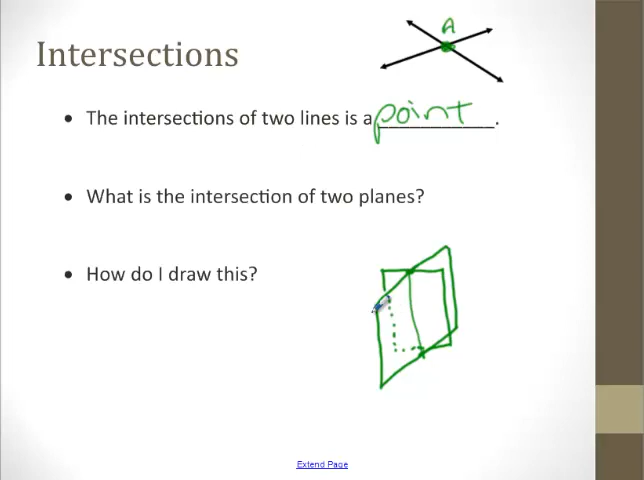 A
Intersections
• The intersections of two lines is a point.
• What is the intersection of two planes?
• How do I draw this?
Extend Page